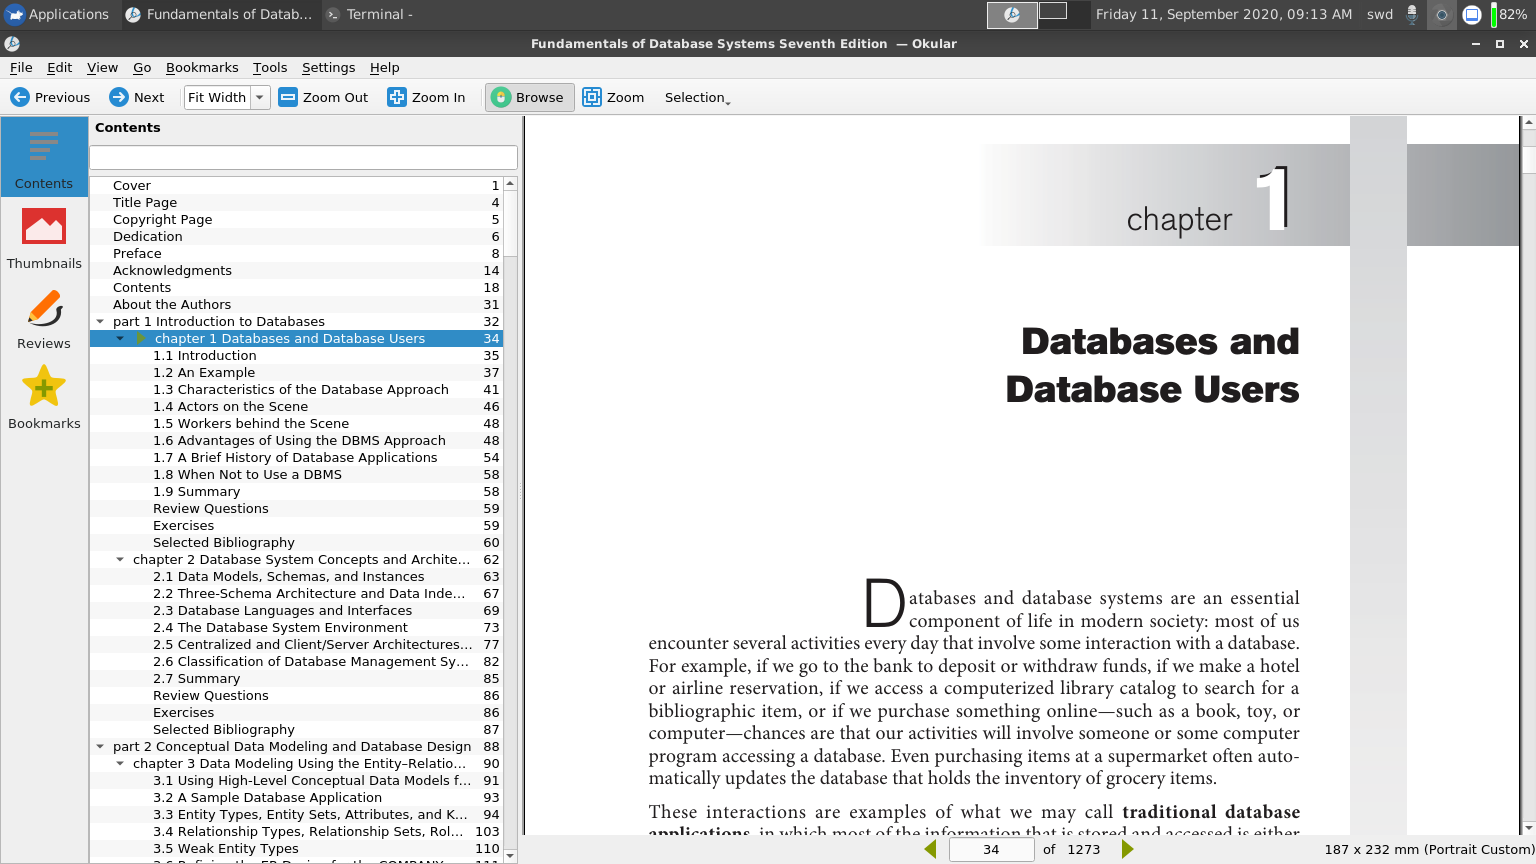 Applications Fundamentals of Datab... Terminal - Friday 11, September 2020, 09:13 AM swd 82%
Fundamentals of Database Systems Seventh Edition — Okular
File Edit View Go Bookmarks Tools Settings Help
Previous Next Fit Width Zoom Out Zoom In Browse Zoom Selection
Contents
Thumbnails
Reviews
Bookmarks
Contents
Cover 1
Title Page 4
Copyright Page 5
Dedication 6
Preface 8
Acknowledgments 14
Contents 18
About the Authors 31
part 1 Introduction to Databases 32
chapter 1 Databases and Database Users 34
1.1 Introduction 35
1.2 An Example 37
1.3 Characteristics of the Database Approach 41
1.4 Actors on the Scene 46
1.5 Workers behind the Scene 48
1.6 Advantages of Using the DBMS Approach 48
1.7 A Brief History of Database Applications 54
1.8 When Not to Use a DBMS 58
1.9 Summary 58
Review Questions 59
Exercises 59
Selected Bibliography 60
chapter 2 Database System Concepts and Archite... 62
2.1 Data Models, Schemas, and Instances 63
2.2 Three-Schema Architecture and Data Inde... 67
2.3 Database Languages and Interfaces 69
2.4 The Database System Environment 73
2.5 Centralized and Client/Server Architectures... 77
2.6 Classification of Database Management Sy... 82
2.7 Summary 85
Review Questions 86
Exercises 86
Selected Bibliography 87
part 2 Conceptual Data Modeling and Database Design 88
chapter 3 Data Modeling Using the Entity–Relatio... 90
3.1 Using High-Level Conceptual Data Models f... 91
3.2 A Sample Database Application 93
3.3 Entity Types, Entity Sets, Attributes, and K... 94
3.4 Relationship Types, Relationship Sets, Rol... 103
3.5 Weak Entity Types 110
chapter 1
Databases and
Database Users
Databases and database systems are an essential
component of life in modern society: most of us
encounter several activities every day that involve some interaction with a database.
For example, if we go to the bank to deposit or withdraw funds, if we make a hotel
or airline reservation, if we access a computerized library catalog to search for a
bibliographic item, or if we purchase something online—such as a book, toy, or
computer—chances are that our activities will involve someone or some computer
program accessing a database. Even purchasing items at a supermarket often auto-
matically updates the database that holds the inventory of grocery items.
These interactions are examples of what we may call traditional database
applications, in which most of the information that is stored and accessed is either
34 of 1273
187 x 232 mm (Portrait Custom)